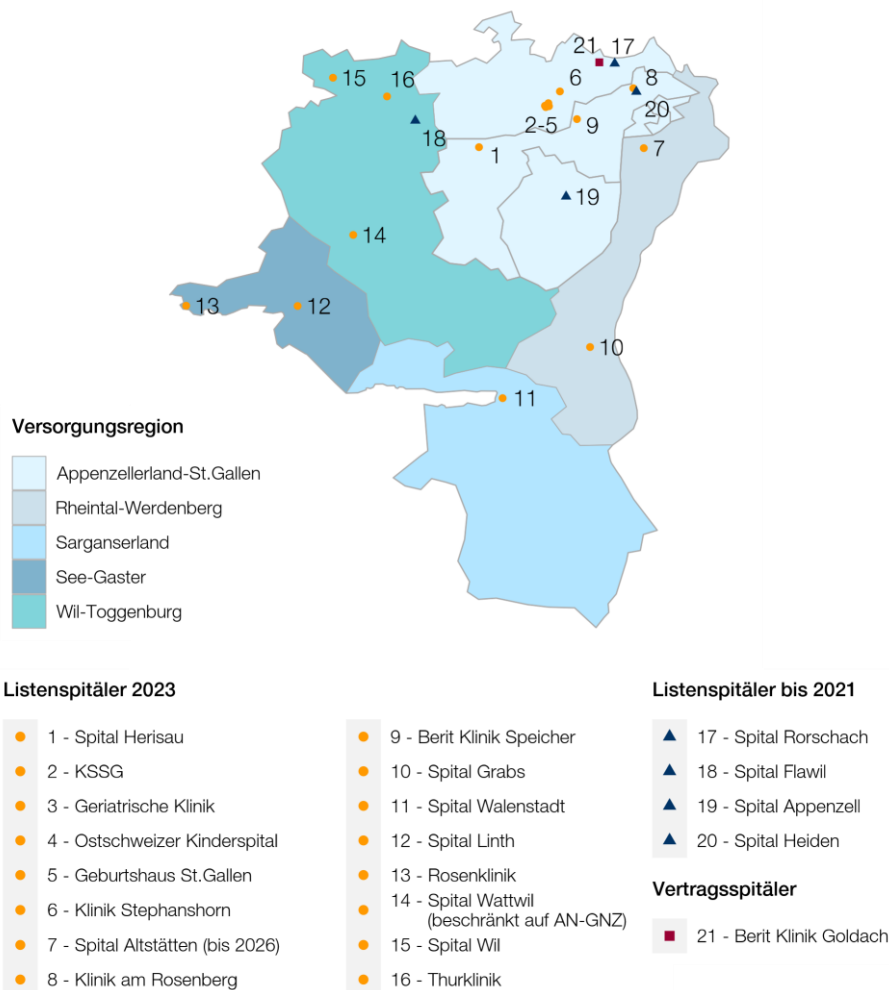 21
17
15
16
6
8
18
2-5
9
20
1
7
19
14
13
12
10
11
Versorgungsregion
Appenzellerland-St.Gallen
Rheintal-Werdenberg
Sarganserland
See-Gaster
Wil-Toggenburg
Listenspitäler 2023
1 - Spital Herisau
2 - KSSG
3 - Geriatrische Klinik
4 - Ostschweizer Kinderspital
5 - Geburtshaus St.Gallen
6 - Klinik Stephanshorn
7 - Spital Altstätten (bis 2026)
8 - Klinik am Rosenberg
9 - Berit Klinik Speicher
10 - Spital Grabs
11 - Spital Walenstadt
12 - Spital Linth
13 - Rosenklinik
14 - Spital Wattwil
(beschränkt auf AN-GNZ)
15 - Spital Wil
16 - Thurklinik
Listenspitäler bis 2021
17 - Spital Rorschach
18 - Spital Flawil
19 - Spital Appenzell
20 - Spital Heiden
Vertragsspitäler
21 - Berit Klinik Goldach